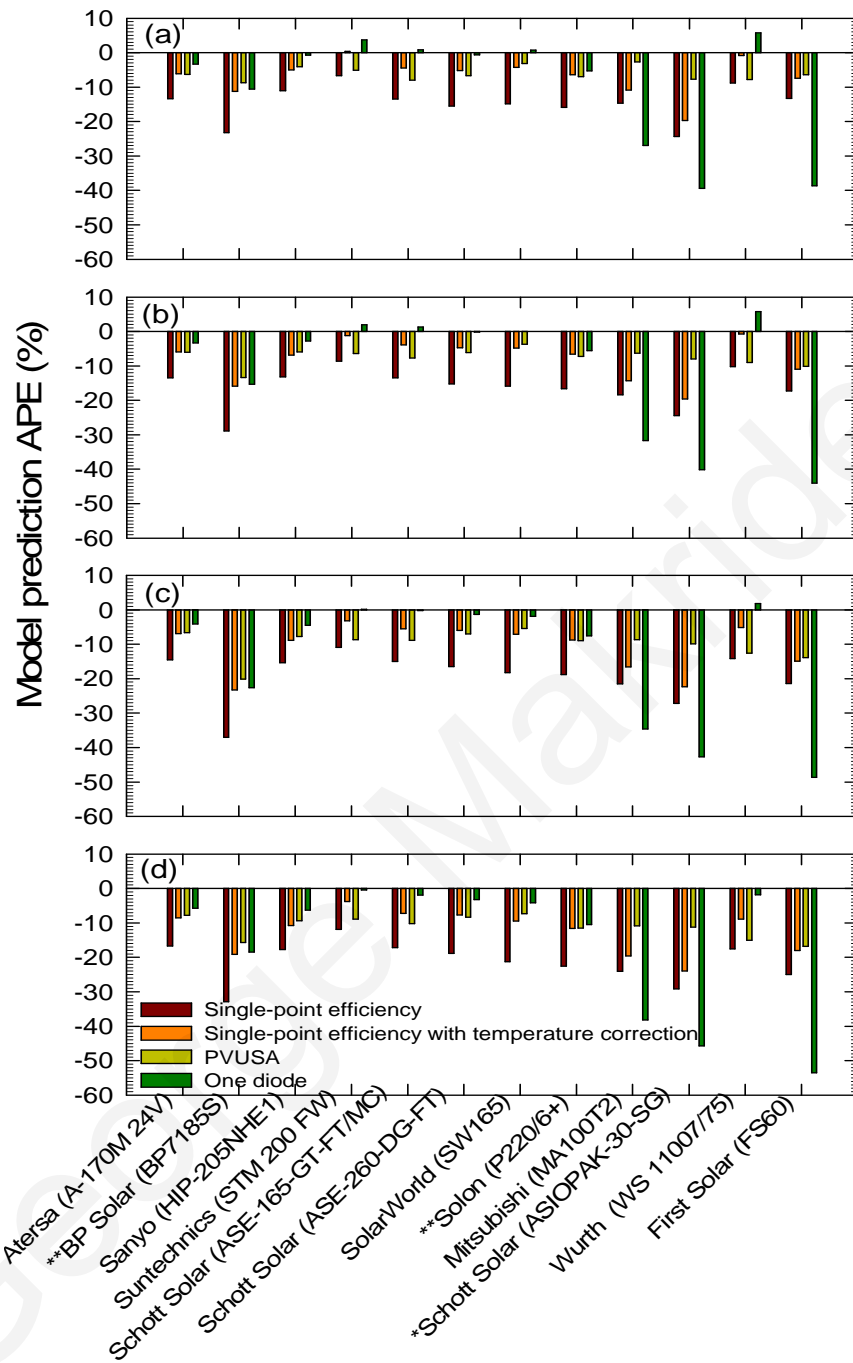 Model prediction APE (%)
(a)
10
0
-10
-20
-30
-40
-50
-60
(b)
10
0
-10
-20
-30
-40
-50
-60
(c)
10
0
-10
-20
-30
-40
-50
-60
(d)
10
0
-10
-20
-30
-40
-50
-60
Single-point efficiency
Single-point efficiency with temperature correction
PVUSA
One diode
Atersa (A-170M 24V)
**BP Solar (BP7185S)
Sanyo (HIP-205NHE1)
Suntechnics (STM 200 FW)
Schott Solar (ASE-165-GT-FT/MC)
Schott Solar (ASE-260-DG-FT)
SolarWorld (SW165)
**Solon (P220/6+)
Mitsubishi (MA100T2)
*Schott Solar (ASIOPAK-30-SG)
Wurth (WS 11007/75)
First Solar (FS60)
George Makride